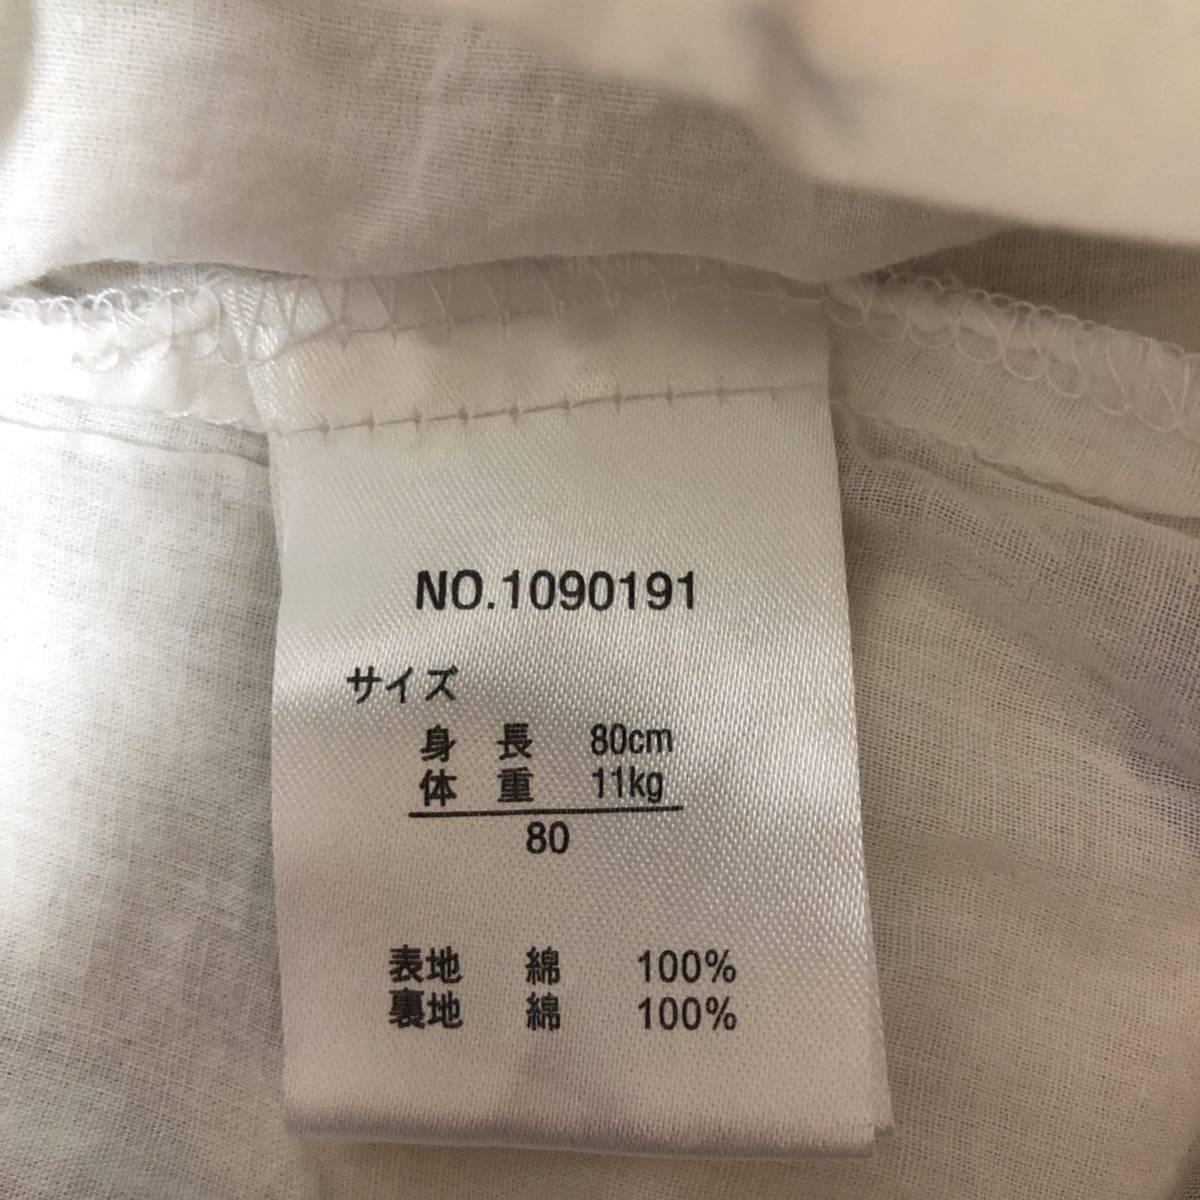 NO.1090191
サイズ
身 長 80cm
体 重 11kg
80
表地 綿 100%
裏地 綿 100%